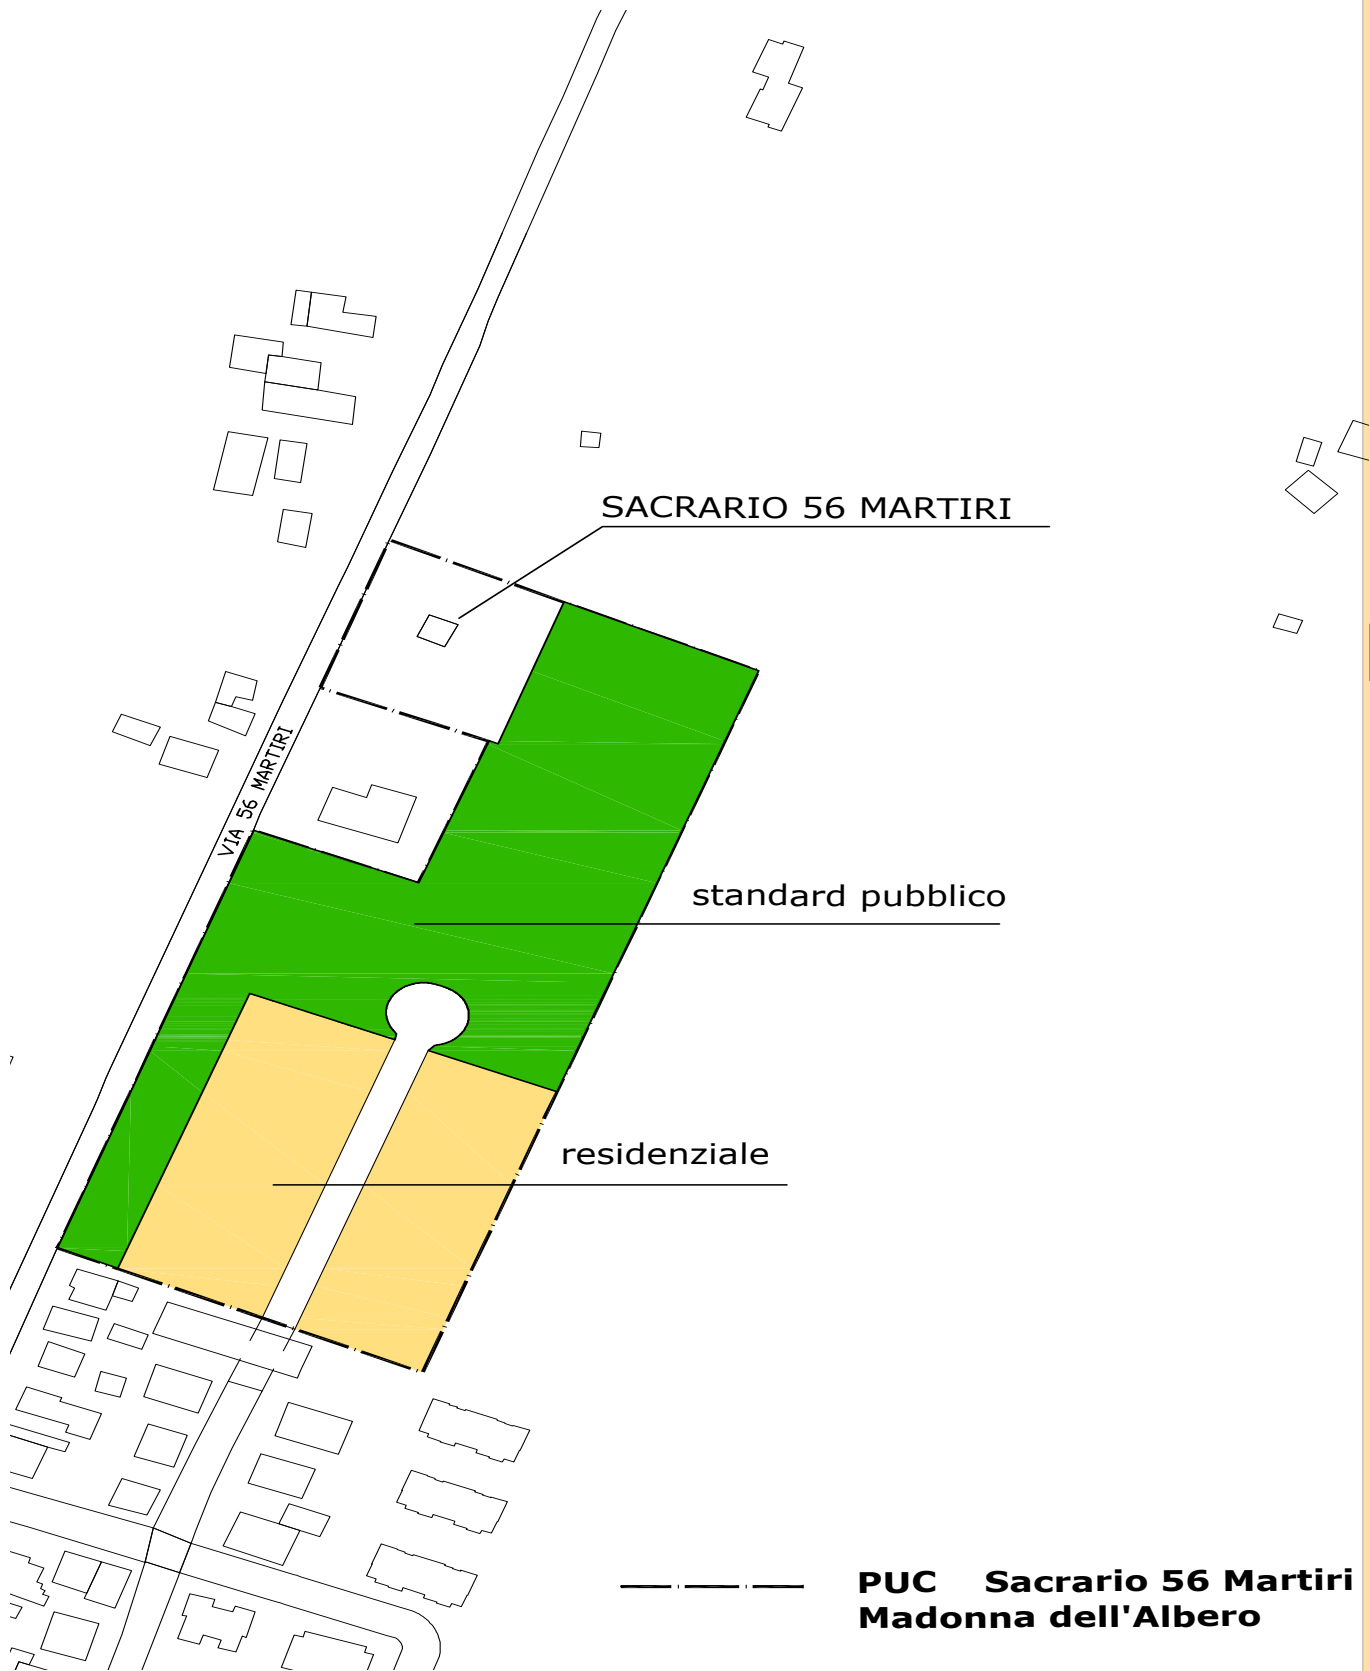 SACRARIO 56 MARTIRI
VIA 56 MARTIRI
standard pubblico
residenziale
PUC Sacrario 56 Martiri
Madonna dell'Albero